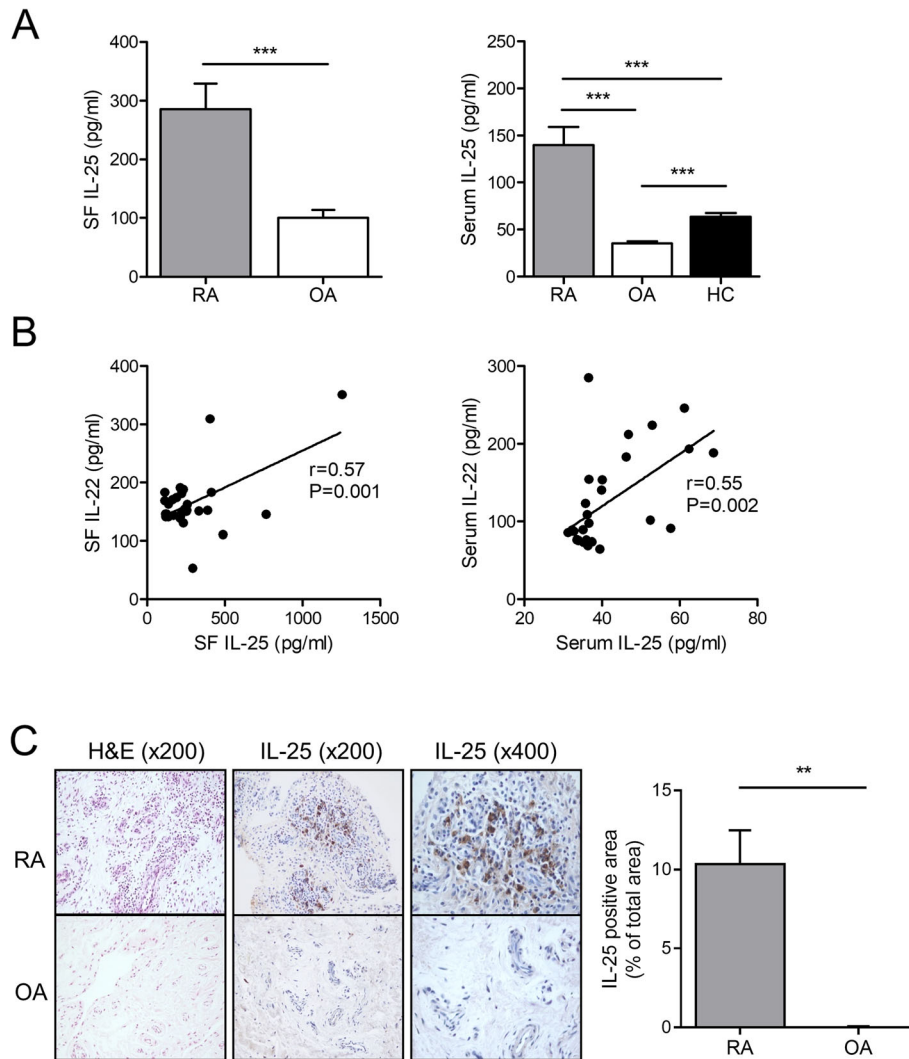 A
SF IL-25 (pg/ml)
400
300
200
100
0
***
RA
OA
Serum IL-25 (pg/ml)
250
200
150
100
50
0
***
***
***
RA
OA
HC
B
SF IL-22 (pg/ml)
400
300
200
100
0
r=0.57
P=0.001
0
500
1000
1500
SF IL-25 (pg/ml)
Serum IL-22 (pg/ml)
300
200
100
0
r=0.55
P=0.002
20
40
60
80
Serum IL-25 (pg/ml)
C
H&E (x200)
IL-25 (x200)
IL-25 (x400)
RA
OA
IL-25 positive area
(% of total area)
15
10
5
0
**
RA
OA